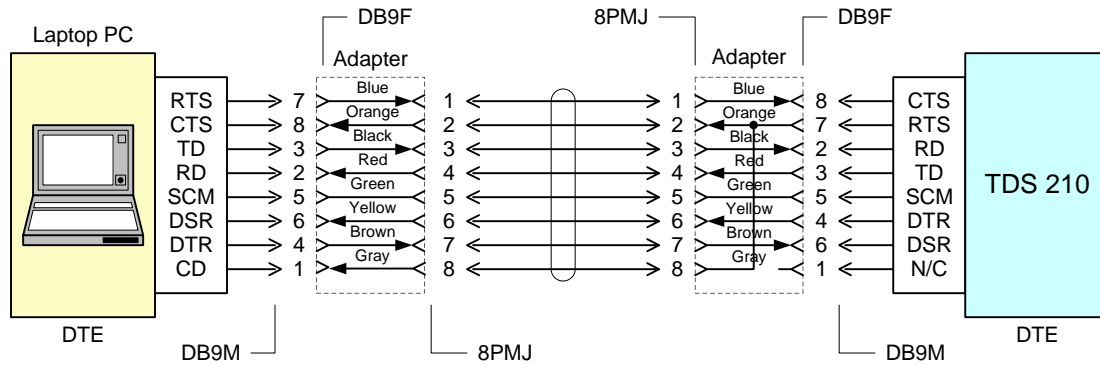 DB9F 8PMJ DB9F
Laptop PC Adapter Adapter
RTS 7 Blue 1 1 Blue 8 CTS
CTS 8 Orange 2 2 Orange 7 RTS
TD 3 Black 3 3 Black 2 RD
RD 2 Red 4 4 Red 3 TD
SCM 5 Green 5 5 Green 5 SCM
DSR 6 Yellow 6 6 Yellow 4 DTR
DTR 4 Brown 7 7 Brown 6 DSR
CD 1 Gray 8 8 Gray 1 N/C
TDS 210
DTE DTE
DB9M 8PMJ DB9M